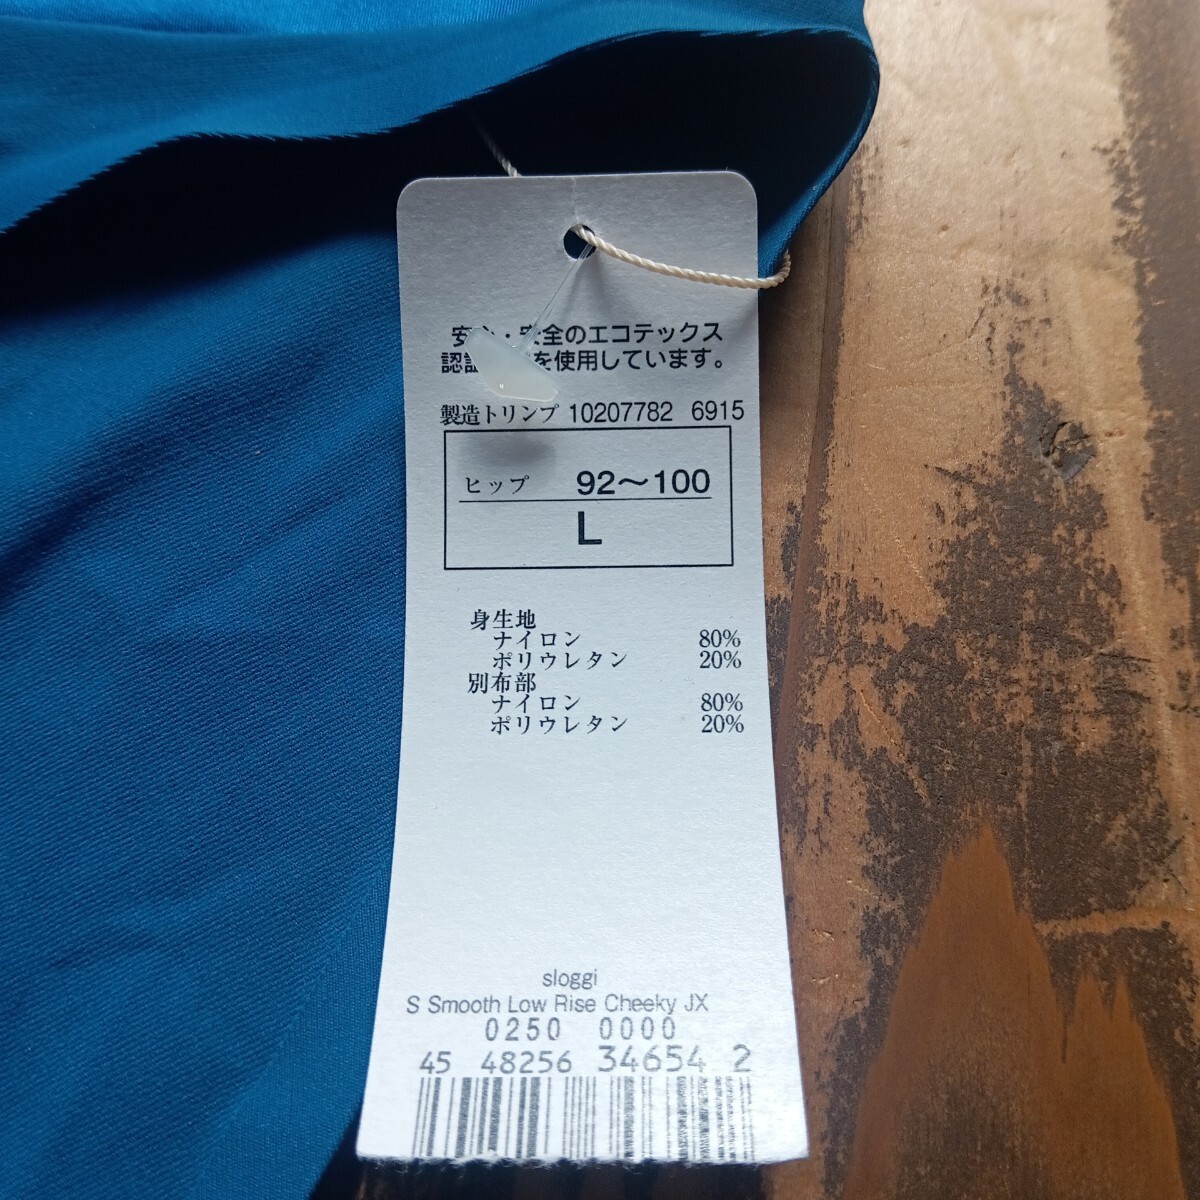 安・安全のエコテックス
認を使用しています。
製造トリンプ 10207782 6915
ヒップ 92～100
L
身生地
ナイロン 80%
ポリウレタン 20%
別布部
ナイロン 80%
ポリウレタン 20%
sloggi
S Smooth Low Rise Cheeky JX
0250 0000
45 48256 34654 2